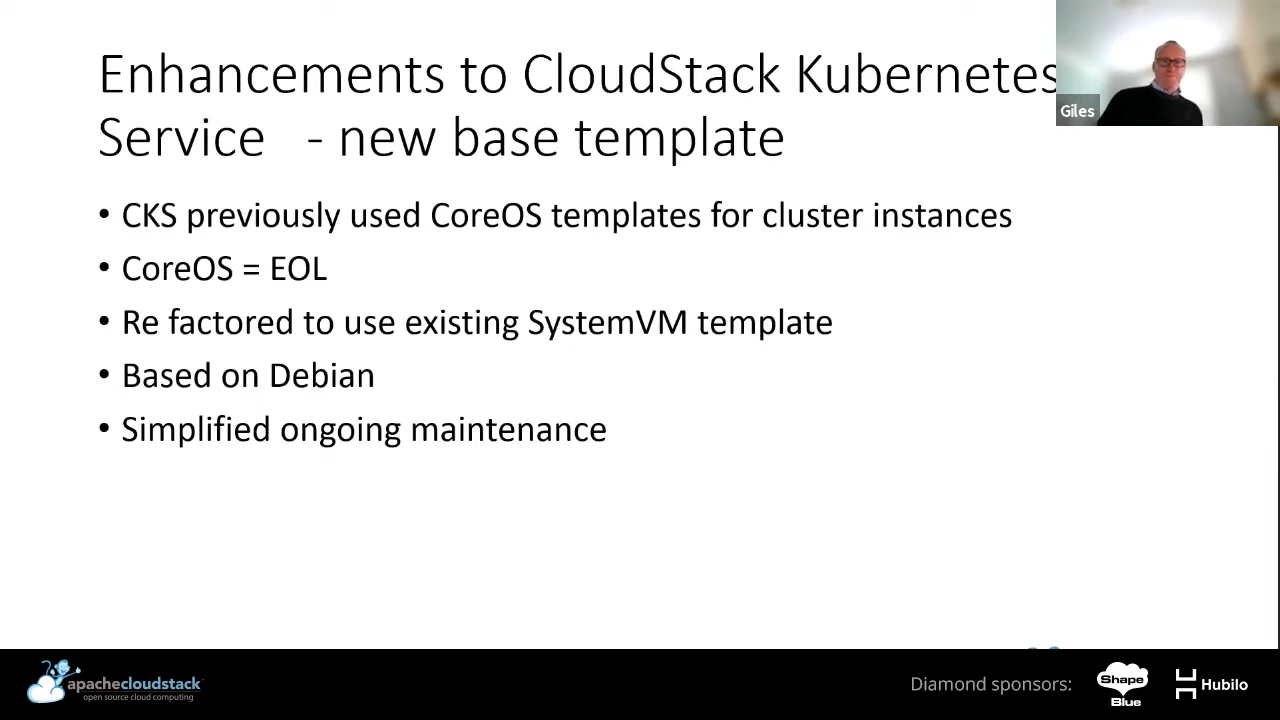 Enhancements to CloudStack Kubernetes
Service - new base template
Giles
• CKS previously used CoreOS templates for cluster instances
• CoreOS = EOL
• Re factored to use existing SystemVM template
• Based on Debian
• Simplified ongoing maintenance
apachecloudstack
open source cloud computing
Diamond sponsors:
Shape
Blue
Hubilo